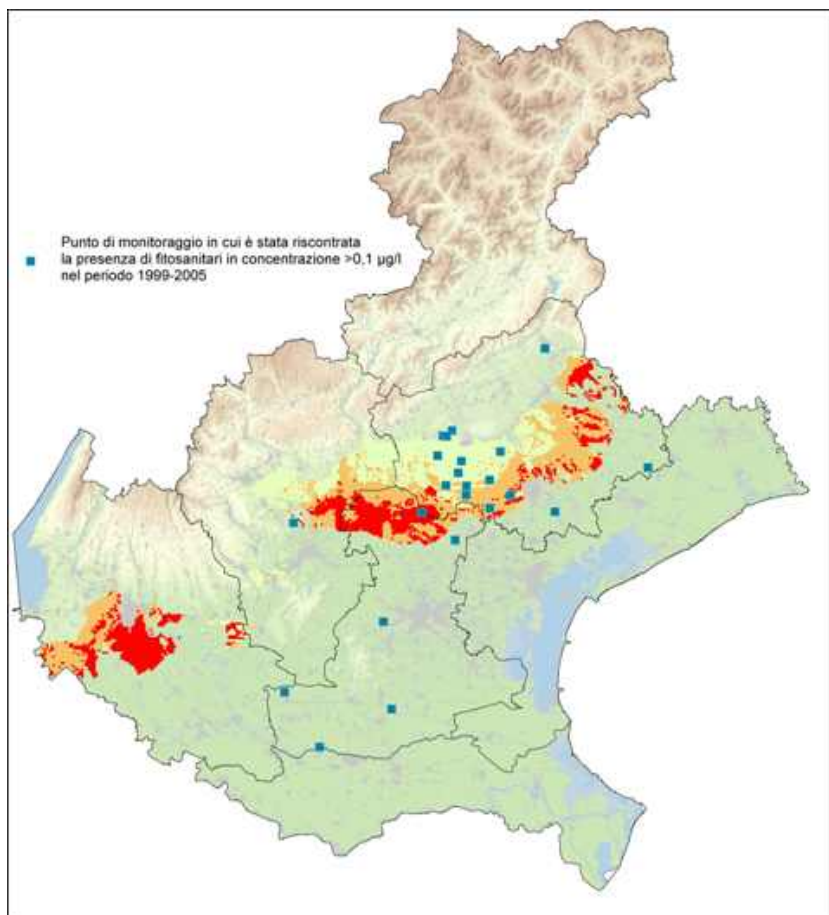 Punto di monitoraggio in cui è stata riscontrata
la presenza di fitosanitari in concentrazione >0,1 µg/l
nel periodo 1999-2005